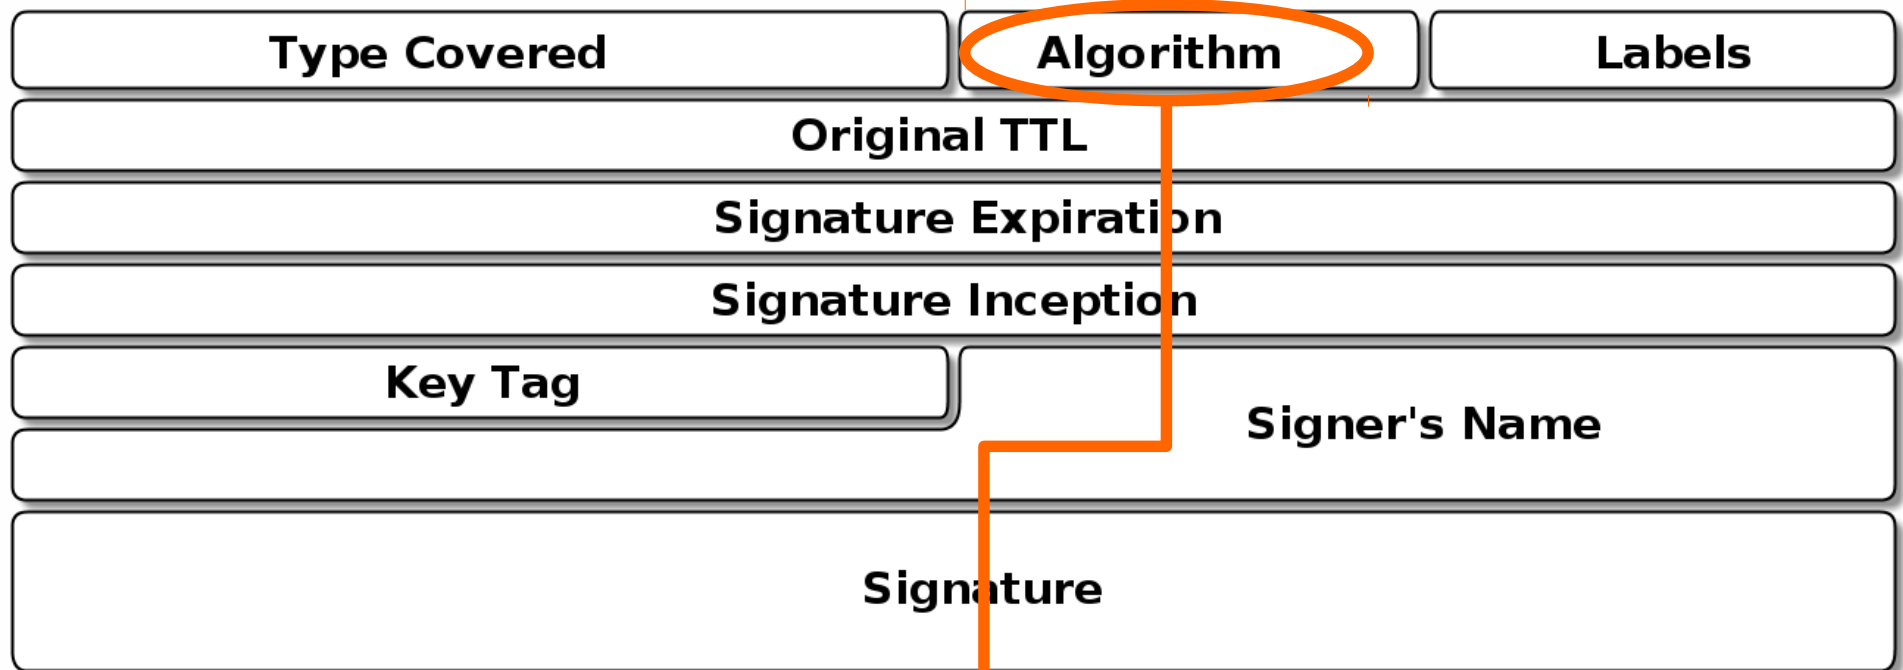 Type Covered Algorithm Labels
Original TTL
Signature Expiration
Signature Inception
Key Tag
Signer's Name
Signature